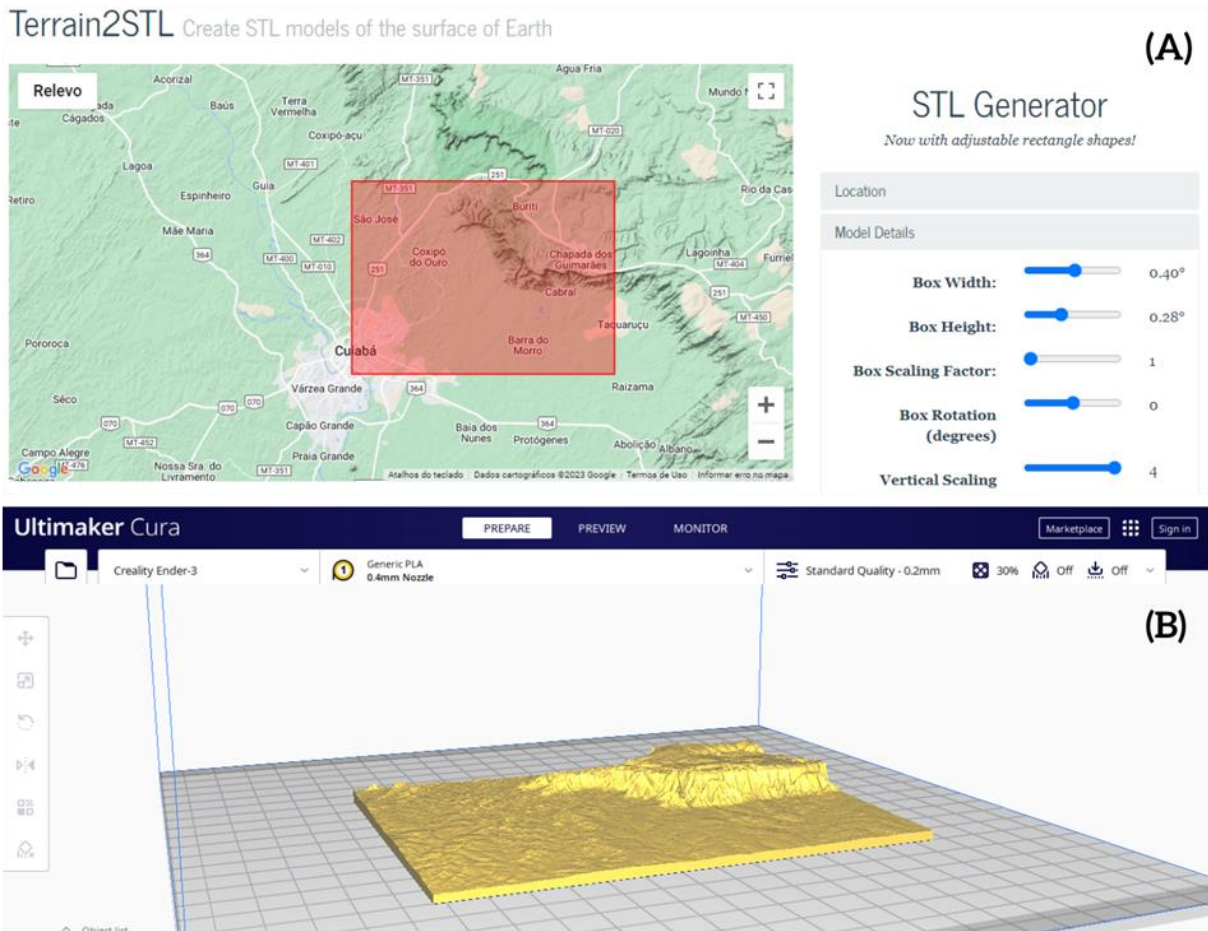 Terrain2STL Create STL models of the surface of Earth
(A)
Relevo
Acorizal
MT-351
Água Fria
Cágados
Baús
Terra Vermelha
MT-020
Coxipó-açu
Lagoa
MT-401
251
Espinheiro
Guia
MT-351
Rio da Cas
Retiro
São José
Buriti
Mãe Maria
MT-402
Coxipó do Ouro
Chapada dos Guimarães
Lagoinha
364
MT-400
MT-010
251
MT-404
Cabral
251
Taquaruçu
MT-450
Pororoca
Cuiabá
Barra do Morro
Várzea Grande
364
Raizama
Sêco
070
070
070
Capão Grande
Baia dos Nunes
364
Protógenes
Campo Alegre
MT-452
Praia Grande
Abolição
Albano
Google
MT-476
Nossa Sra. do Livramento
MT-351
Atalhos do teclado
Dados cartográficos ©2023 Google
Termos de Uso
Informar erro no mapa
STL Generator
Now with adjustable rectangle shapes!
Location
Model Details
Box Width: 0.40°
Box Height: 0.28°
Box Scaling Factor: 1
Box Rotation (degrees) 0
Vertical Scaling 4
Ultimaker Cura
PREPARE
PREVIEW
MONITOR
Marketplace
Sign in
Creality Ender-3
1
Generic PLA
0.4mm Nozzle
Standard Quality - 0.2mm
30%
Off
Off
(B)
Object list